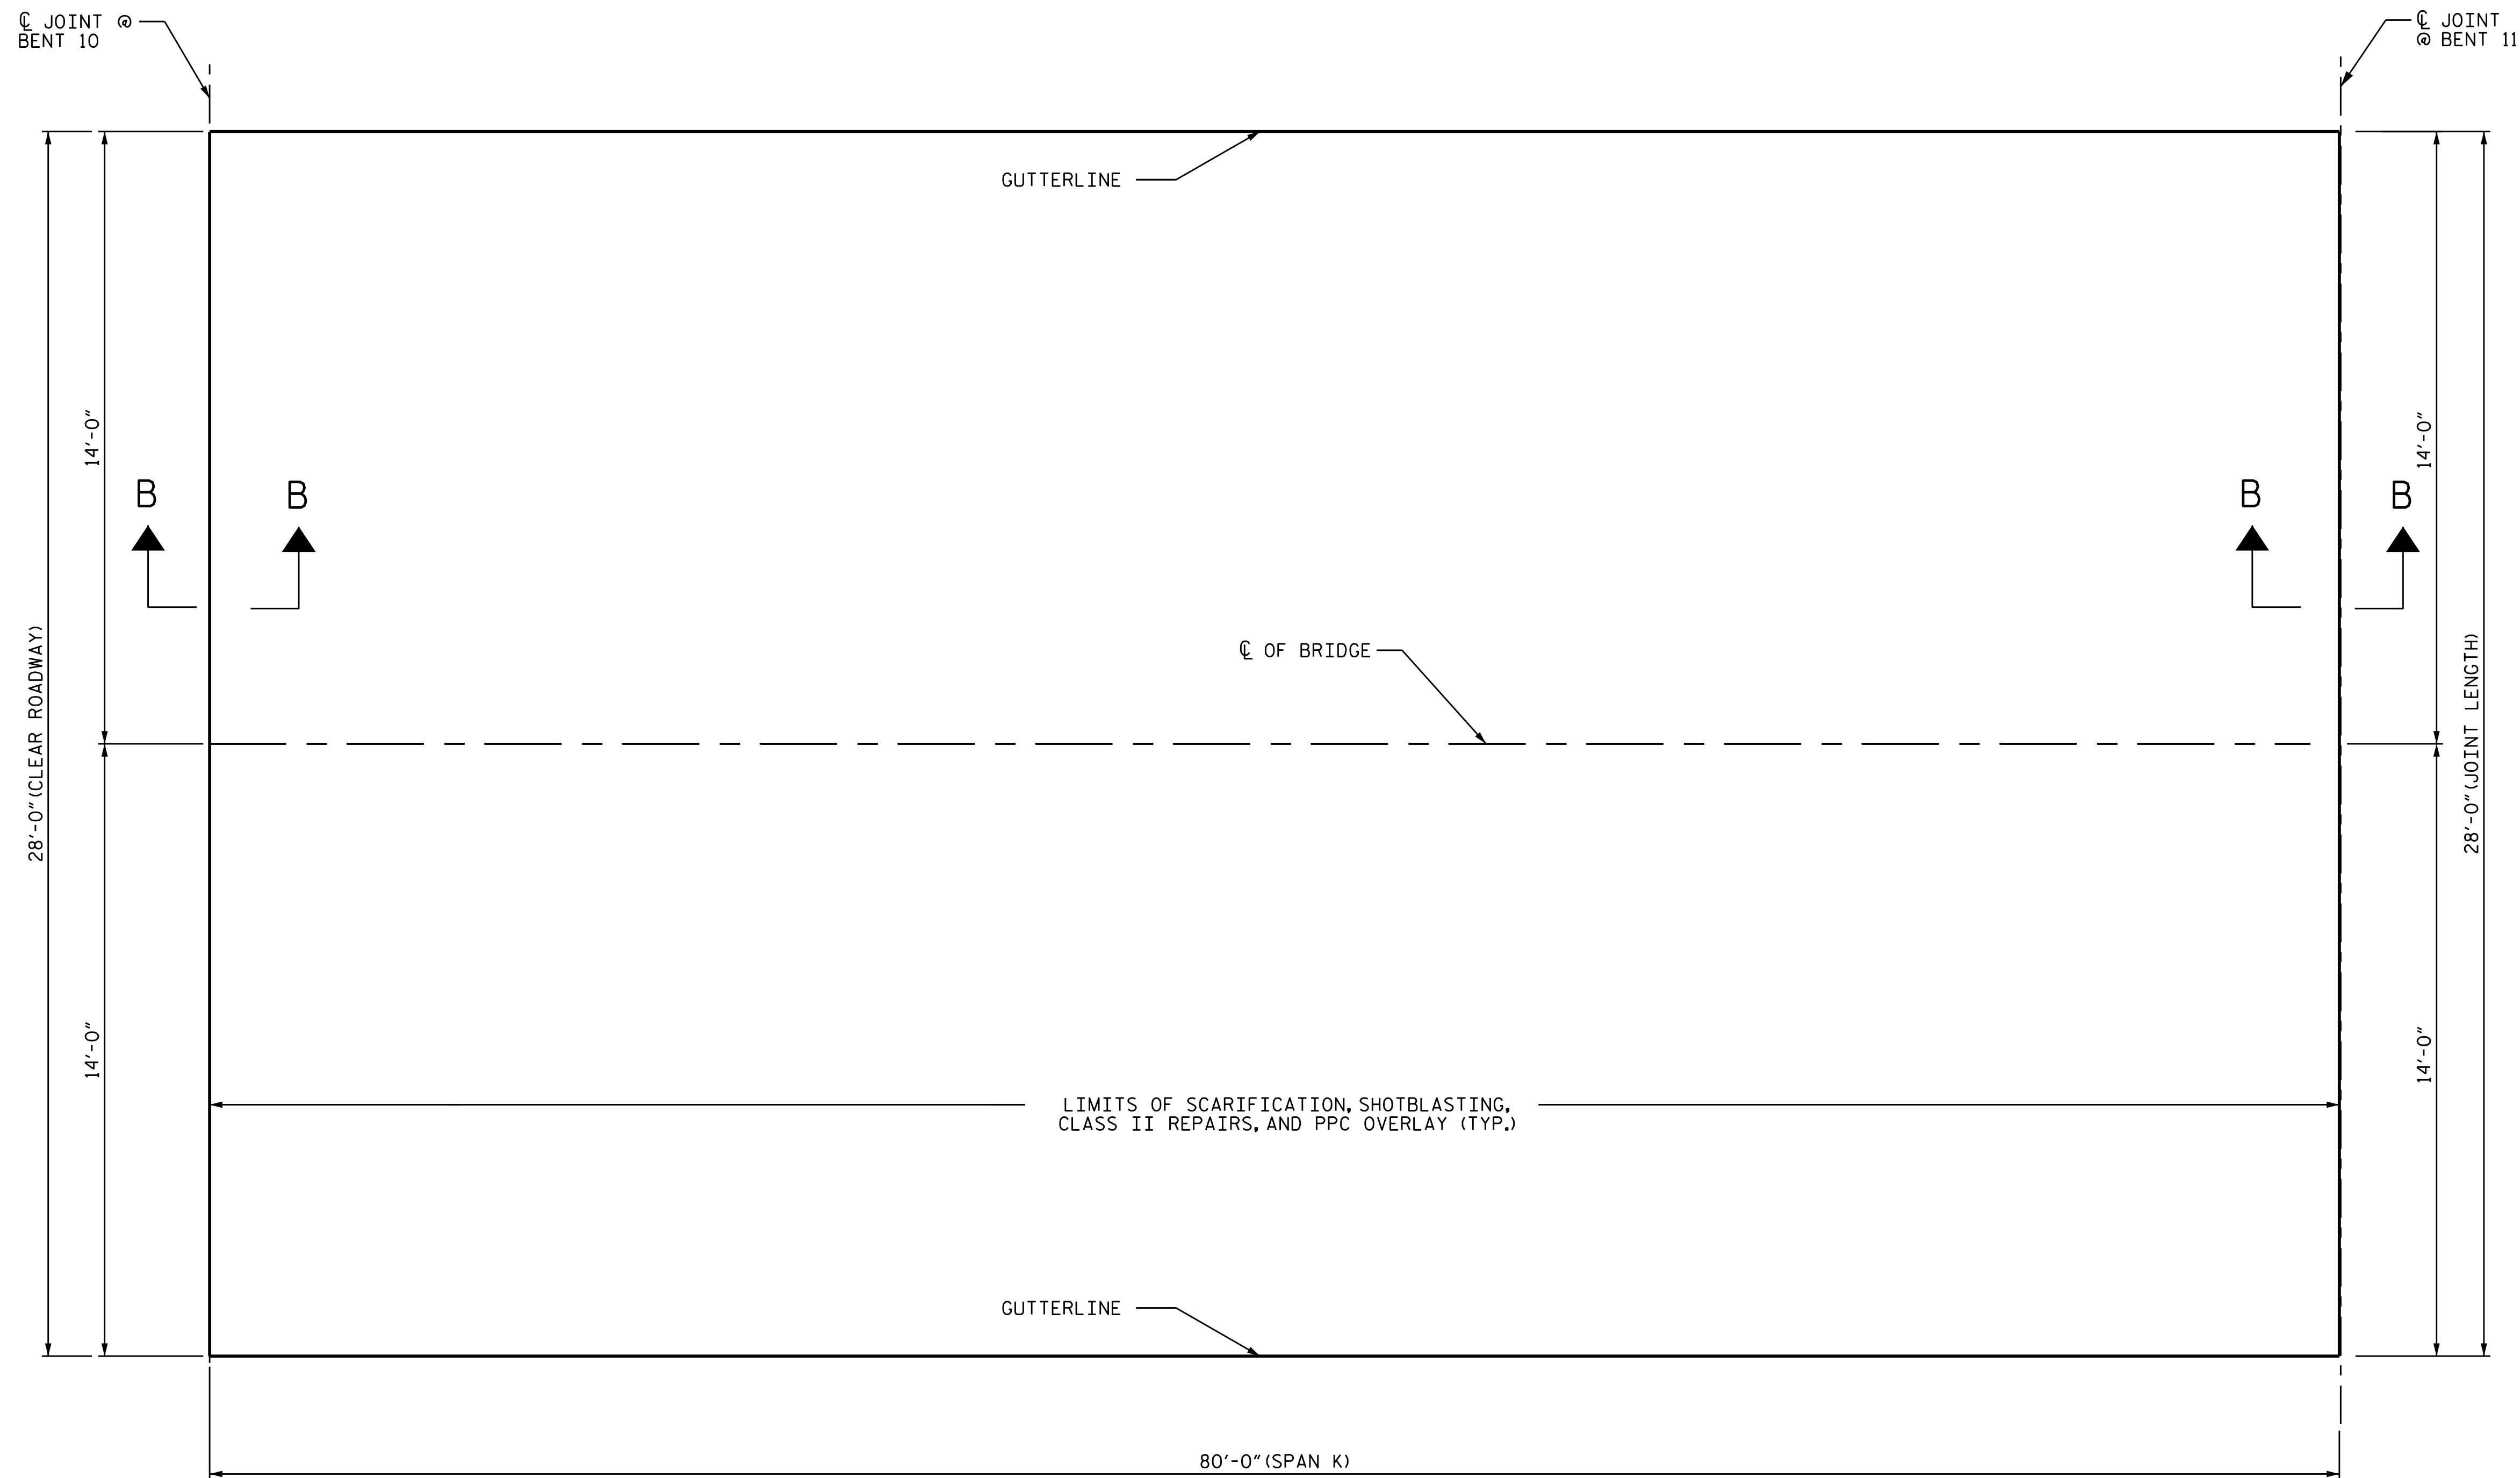 ℄ JOINT @
BENT 10
℄ JOINT
@ BENT 11
GUTTERLINE
14'-0"
14'-0"
B
B
B
B
28'-0" (CLEAR ROADWAY)
℄ OF BRIDGE
28'-0" (JOINT LENGTH)
14'-0"
14'-0"
LIMITS OF SCARIFICATION, SHOTBLASTING,
CLASS II REPAIRS, AND PPC OVERLAY (TYP.)
GUTTERLINE
80'-0" (SPAN K)